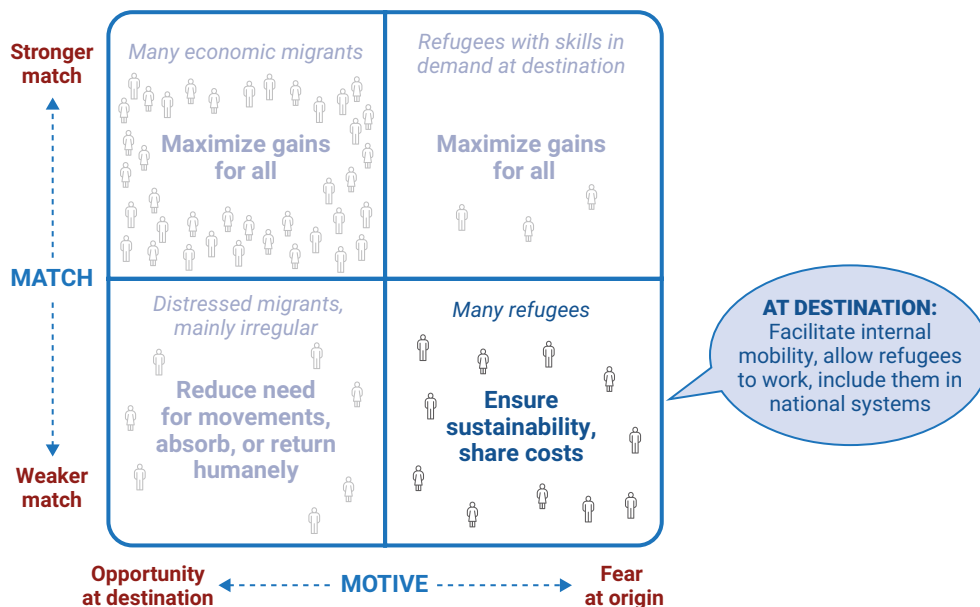 Stronger
match
Many economic migrants
Maximize gains
for all
Refugees with skills in
demand at destination
Maximize gains
for all
MATCH
Distressed migrants,
mainly irregular
Reduce need
for movements,
absorb, or return
humanely
Many refugees
Ensure
sustainability,
share costs
AT DESTINATION:
Facilitate internal
mobility, allow refugees
to work, include them in
national systems
Weaker
match
Opportunity
at destination
MOTIVE
Fear
at origin